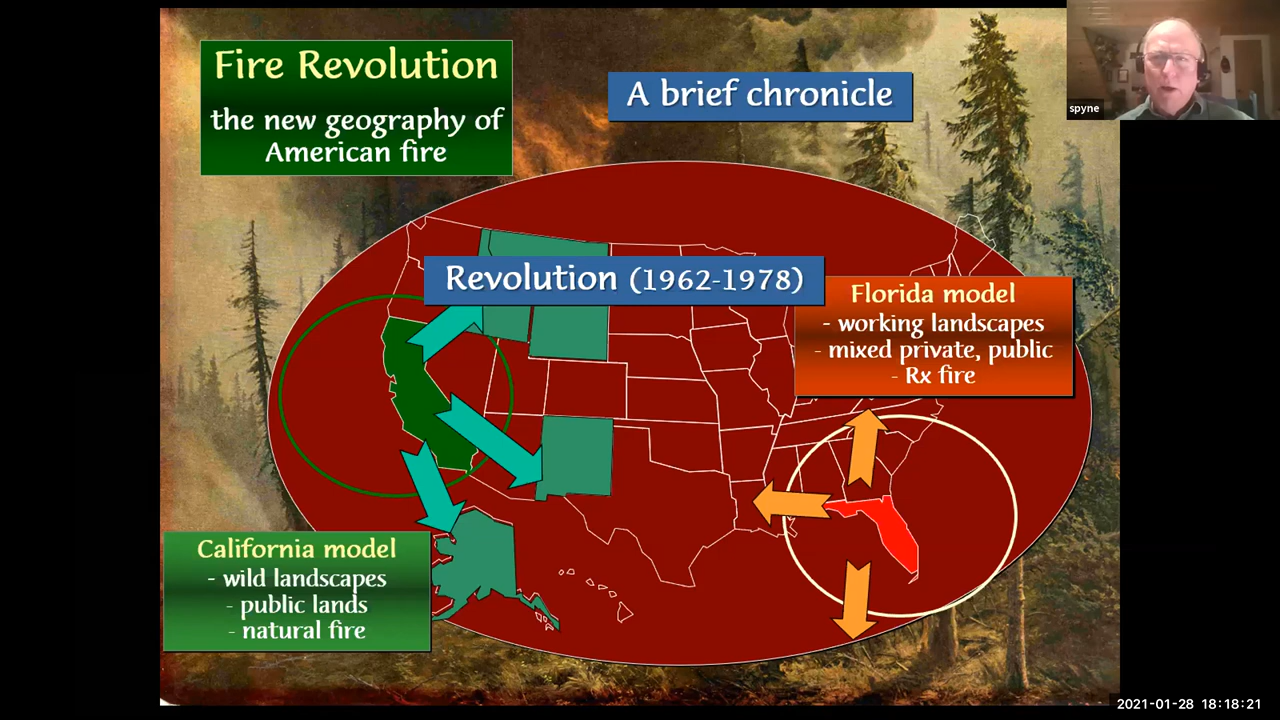 Fire Revolution
the new geography of
American fire
A brief chronicle
spyne
Revolution (1962-1978)
Florida model
- working landscapes
- mixed private, public
- Rx fire
California model
- wild landscapes
- public lands
- natural fire
2021-01-28 18:18:21